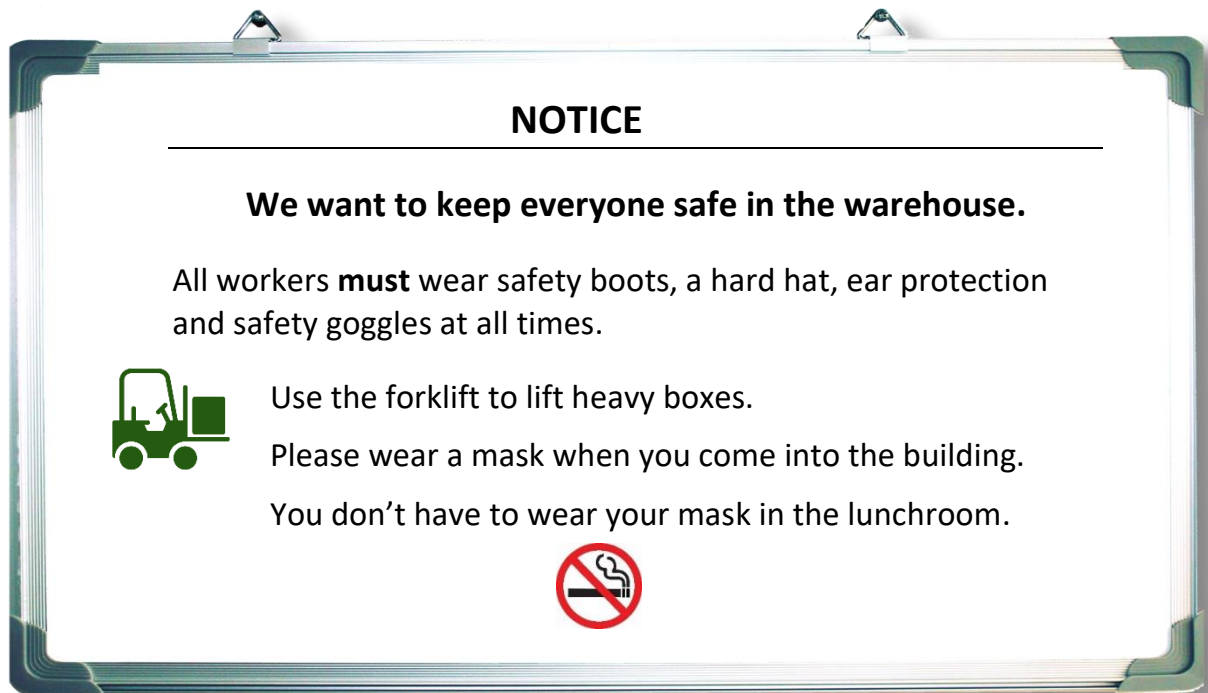 NOTICE
We want to keep everyone safe in the warehouse.
All workers must wear safety boots, a hard hat, ear protection
and safety goggles at all times.
Use the forklift to lift heavy boxes.
Please wear a mask when you come into the building.
You don’t have to wear your mask in the lunchroom.